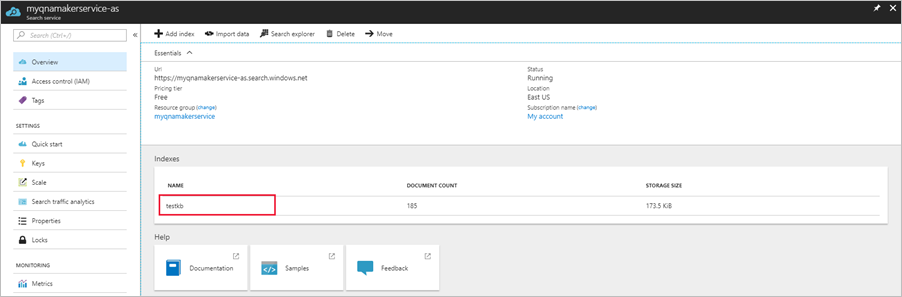 myqnamakerservice-as
Search service
Search (Ctrl+/)
Overview
Access control (IAM)
Tags
SETTINGS
Quick start
Keys
Scale
Search traffic analytics
Properties
Locks
MONITORING
Metrics
Add index
Import data
Search explorer
Delete
Move
Essentials
Url
https://myqnamakerservice-as.search.windows.net
Pricing tier
Free
Resource group (change)
myqnamakerservice
Status
Running
Location
East US
Subscription name (change)
My account
Indexes
NAME DOCUMENT COUNT STORAGE SIZE
testkb 185 173.5 KiB
Help
Documentation
Samples
Feedback